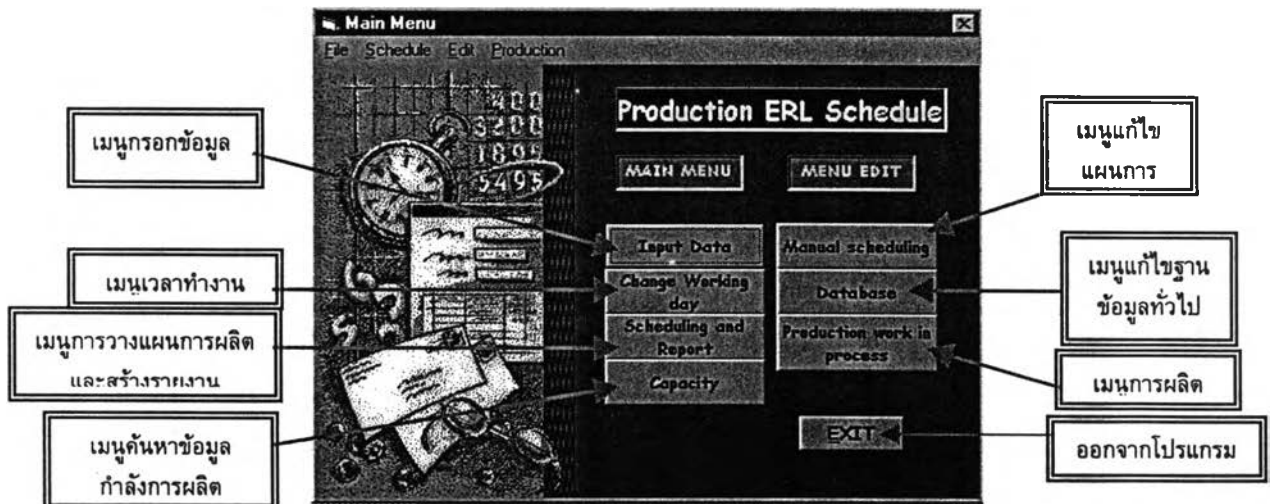 Main Menu
File Schedule Edit Production
400
3200
1895
5495
Production ERL Schedule
MAIN MENU
MENU EDIT
Input Data
Change Working
day
Scheduling and
Report
Capacity
Manual scheduling
Database
Production work in
process
EXIT
เมนูกรอกข้อมูล
เมนูเวลาทำงาน
เมนูการวางแผนการผลิต
และสร้างรายงาน
เมนูค้นหาข้อมูล
กำลังการผลิต
เมนูแก้ไข
แผนการ
เมนูแก้ไขฐาน
ข้อมูลทั่วไป
เมนูการผลิต
ออกจากโปรแกรม